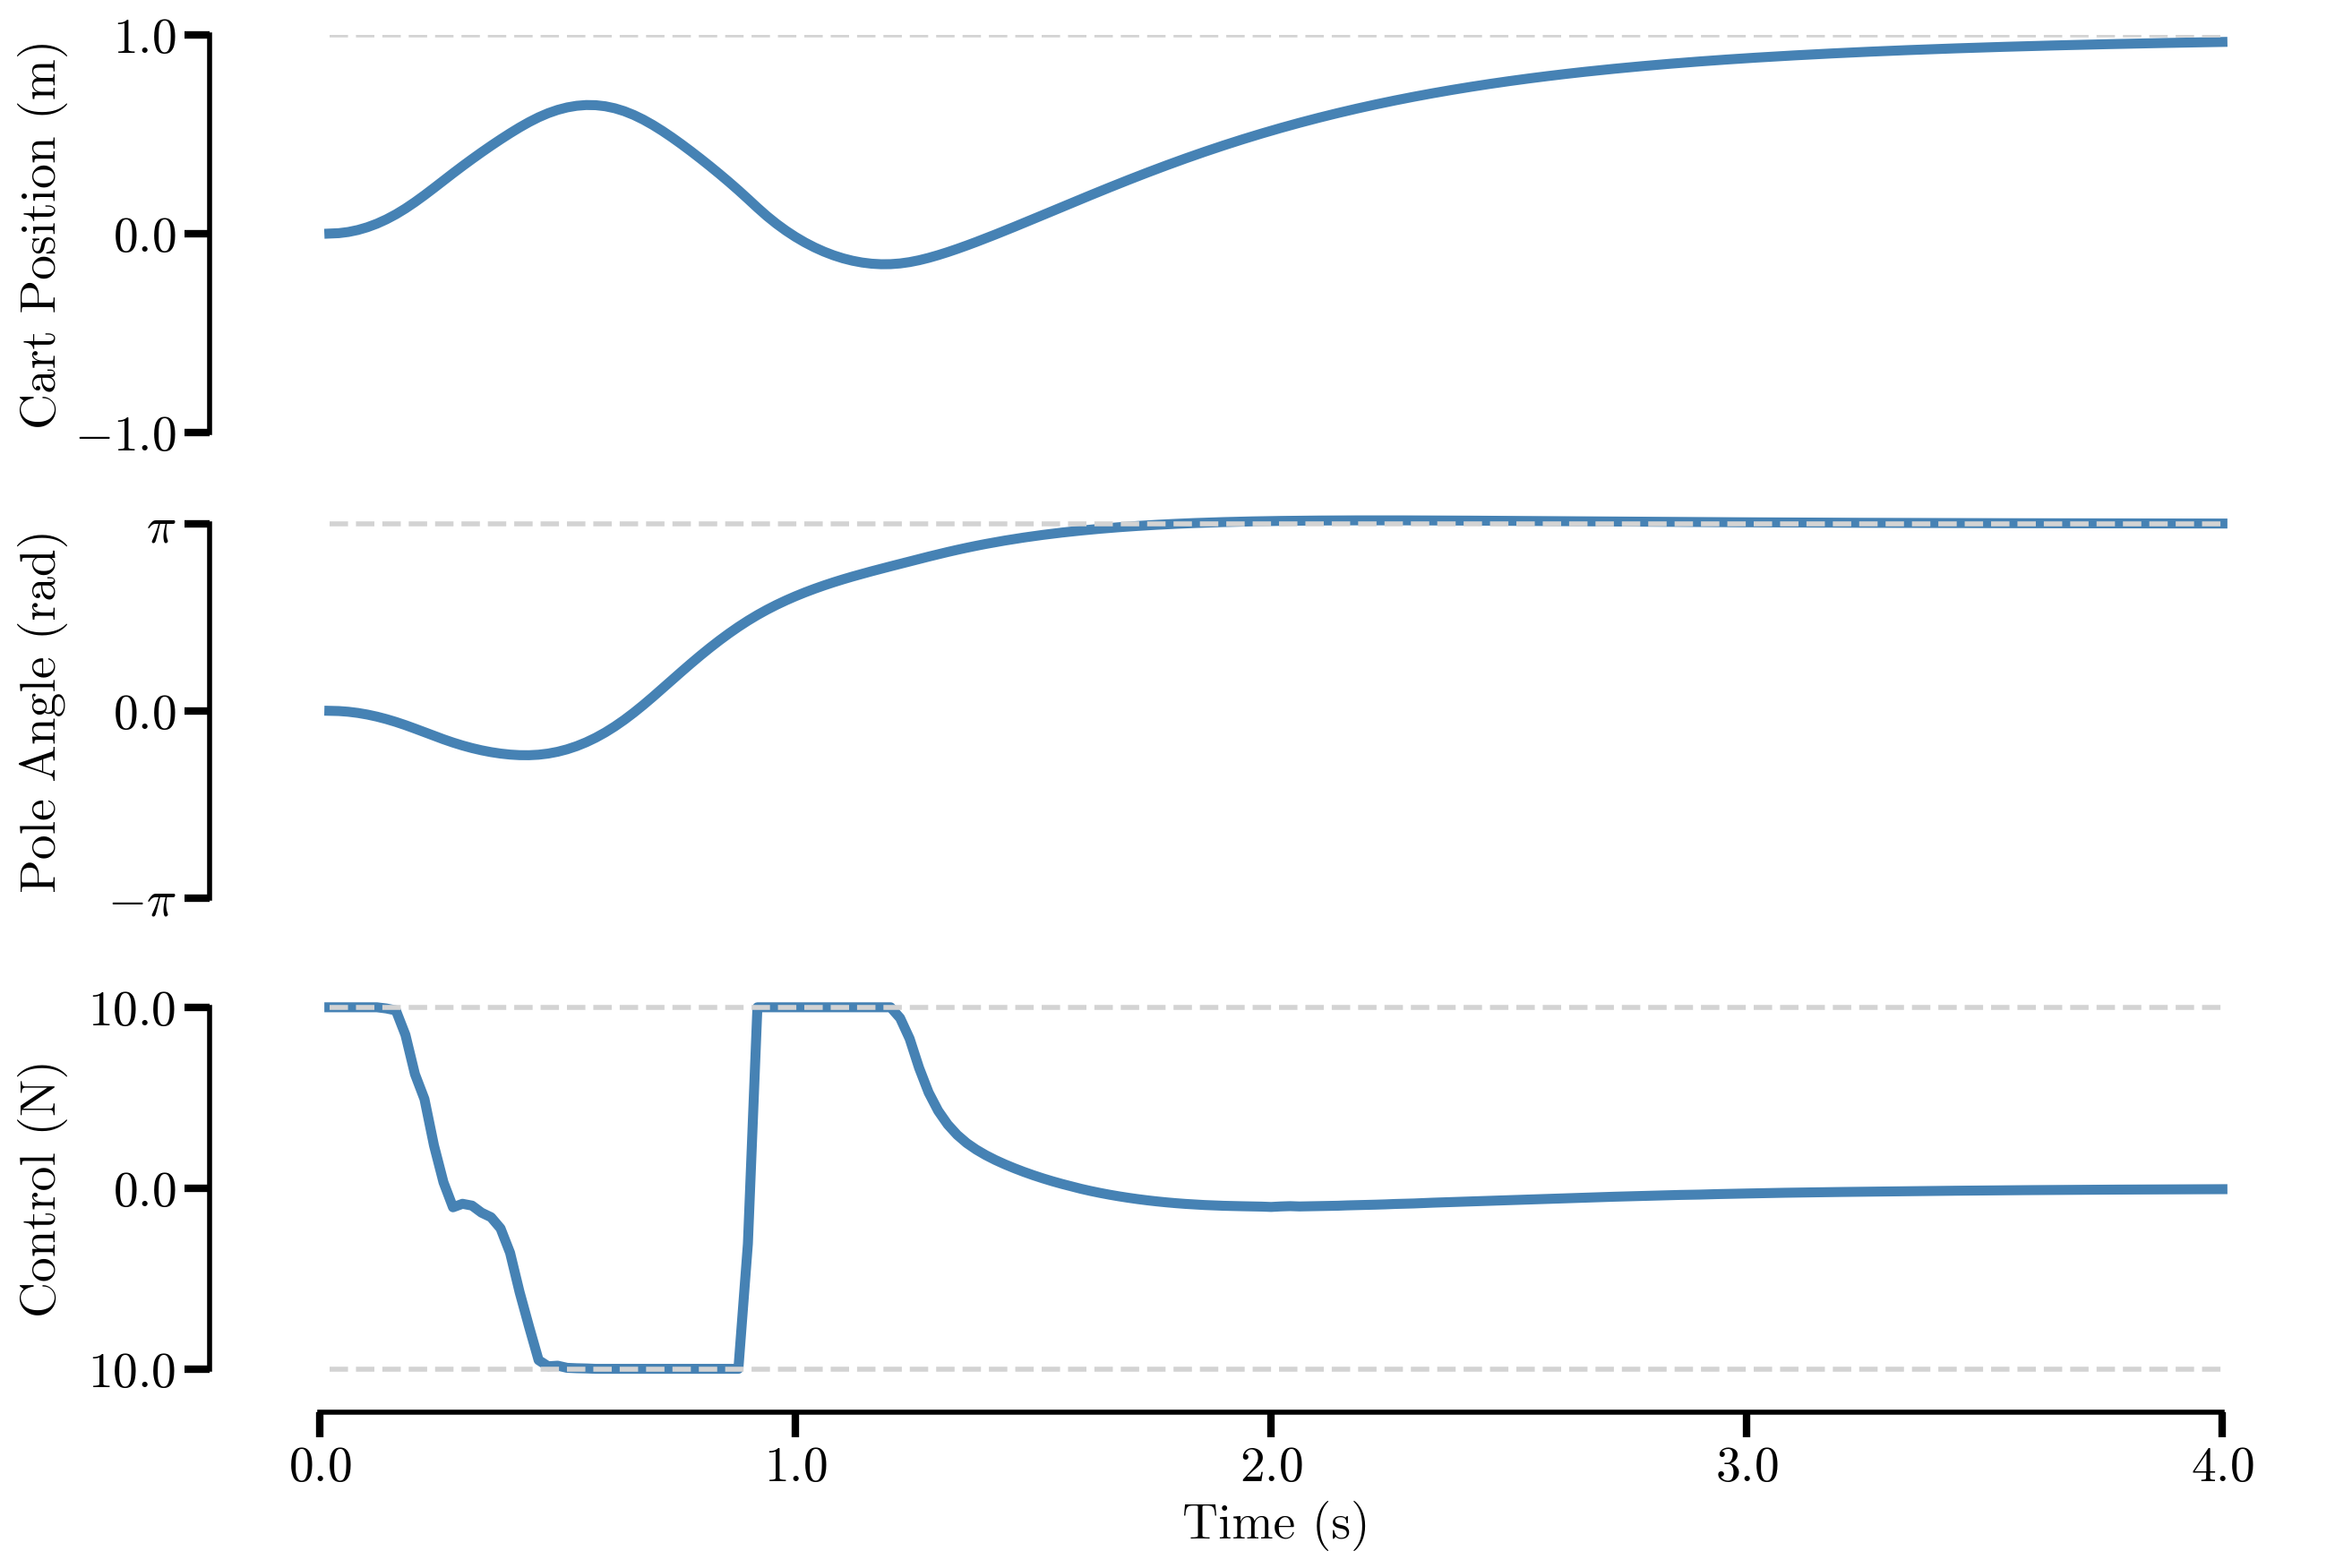 Cart Position (m)
1.0
0.0
−1.0
Pole Angle (rad)
π
0.0
−π
Control (N)
10.0
0.0
10.0
0.0 1.0 2.0 3.0 4.0
Time (s)